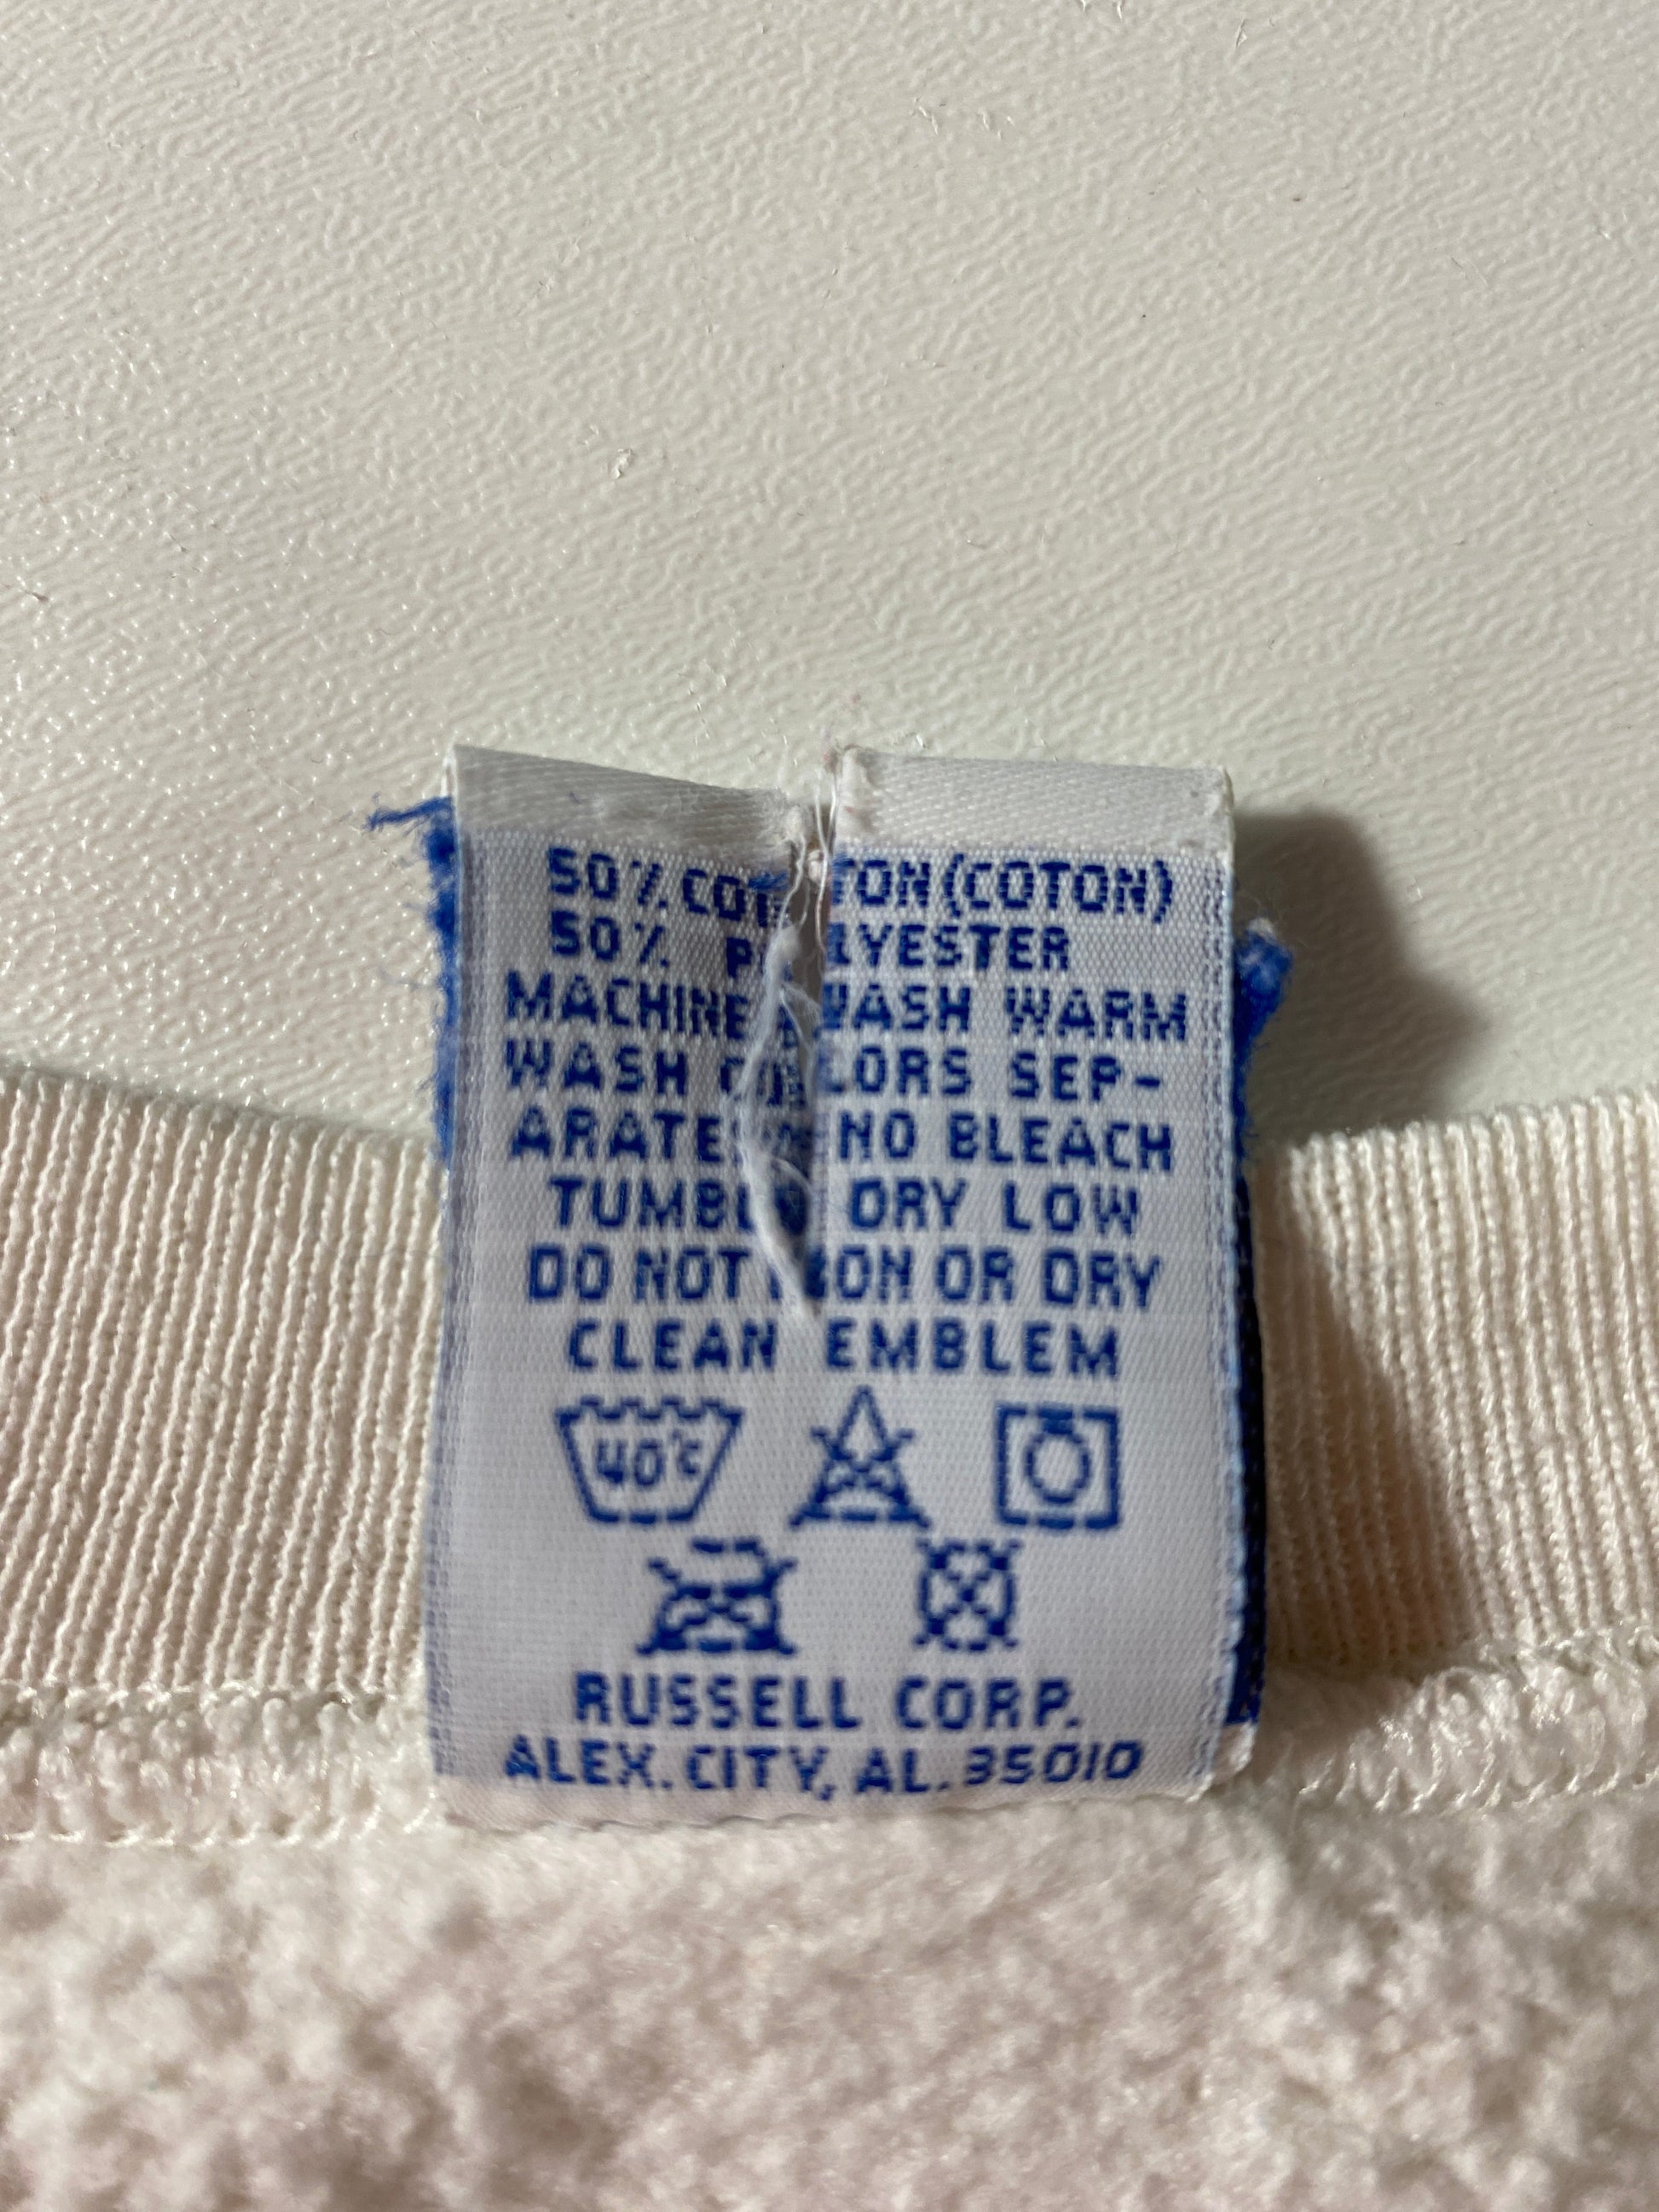 50% COTTON (COTON)
50% POLYESTER
MACHINE WASH WARM
WASH COLORS SEP-
ARATELY NO BLEACH
TUMBLE DRY LOW
DO NOT IRON OR DRY
CLEAN EMBLEM
40°C
RUSSELL CORP.
ALEX. CITY, AL. 35010